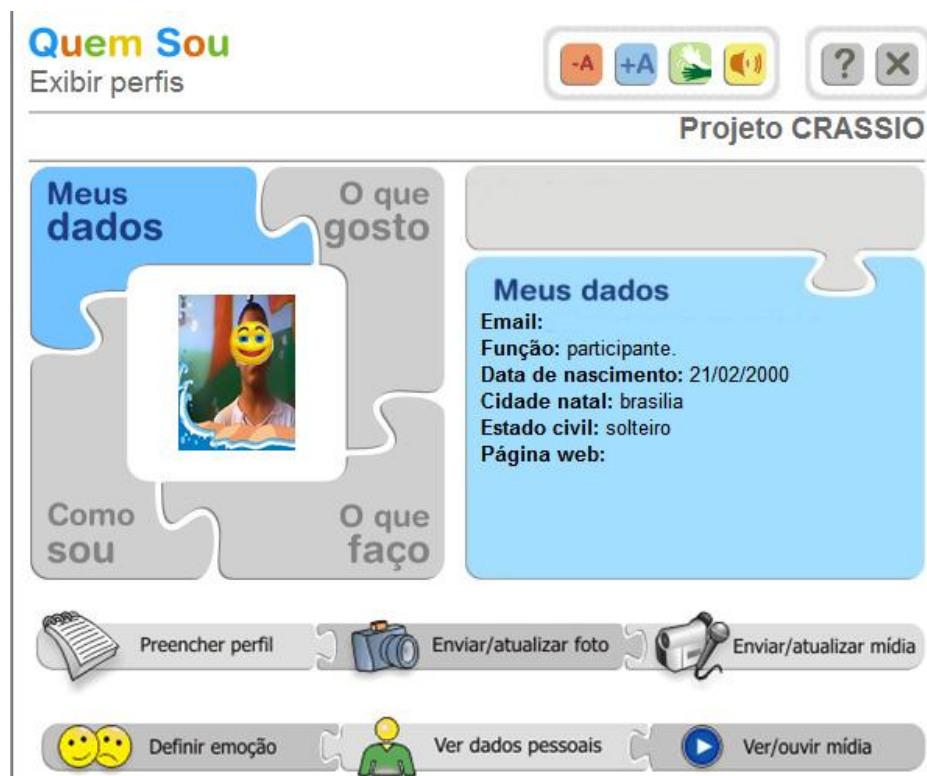 Quem Sou
Exibir perfis
-A
+A
?
X
Projeto CRASSIO
Meus
dados
O que
gosto
Como
sou
O que
faço
Meus dados
Email:
Função: participante.
Data de nascimento: 21/02/2000
Cidade natal: brasilia
Estado civil: solteiro
Página web:
Preencher perfil
Enviar/atualizar foto
Enviar/atualizar mídia
Definir emoção
Ver dados pessoais
Ver/ouvir mídia